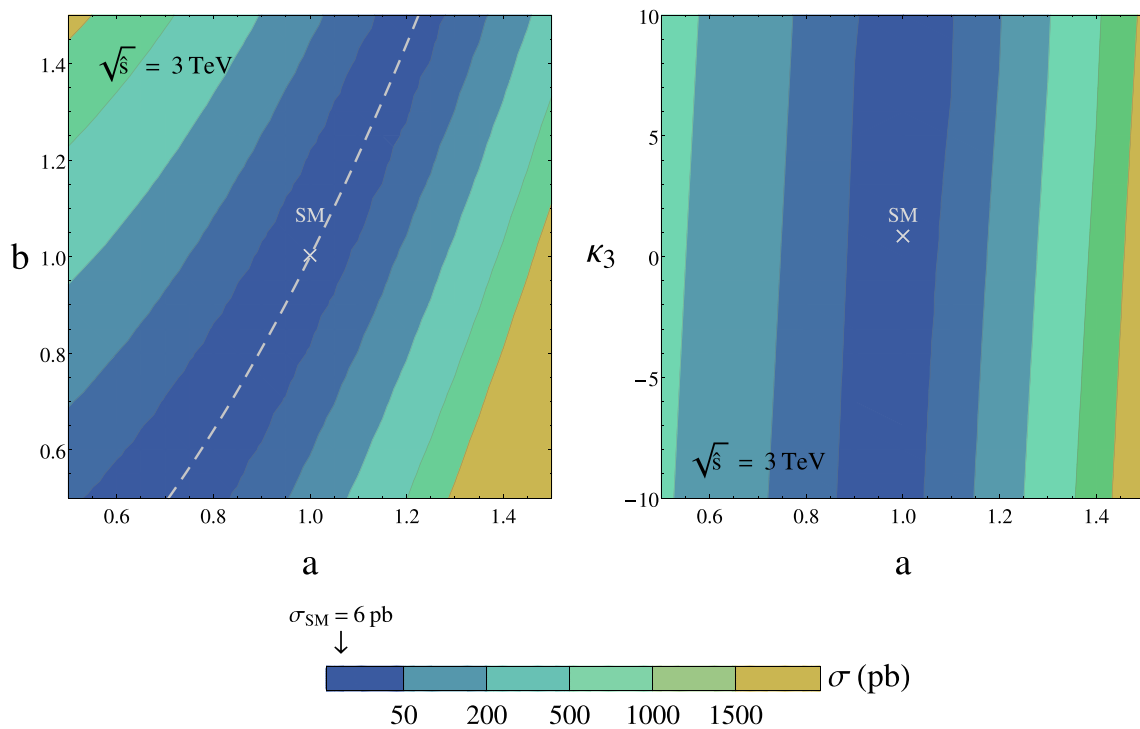 √ŝ = 3 TeV
SM
b
1.4
1.2
1.0
0.8
0.6
0.6 0.8 1.0 1.2 1.4
a
10
5
0
−5
−10
κ3
SM
√ŝ = 3 TeV
0.6 0.8 1.0 1.2 1.4
a
σSM = 6 pb
↓
σ (pb)
50 200 500 1000 1500